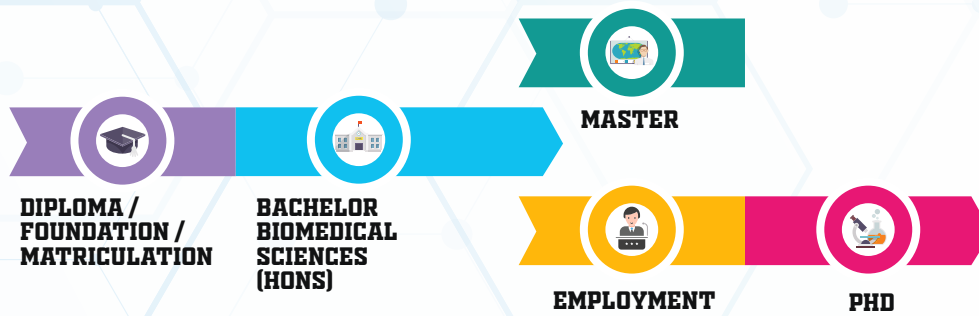 MASTER
DIPLOMA /
FOUNDATION /
MATRICULATION
BACHELOR
BIOMEDICAL
SCIENCES
(HONS)
EMPLOYMENT
PHD